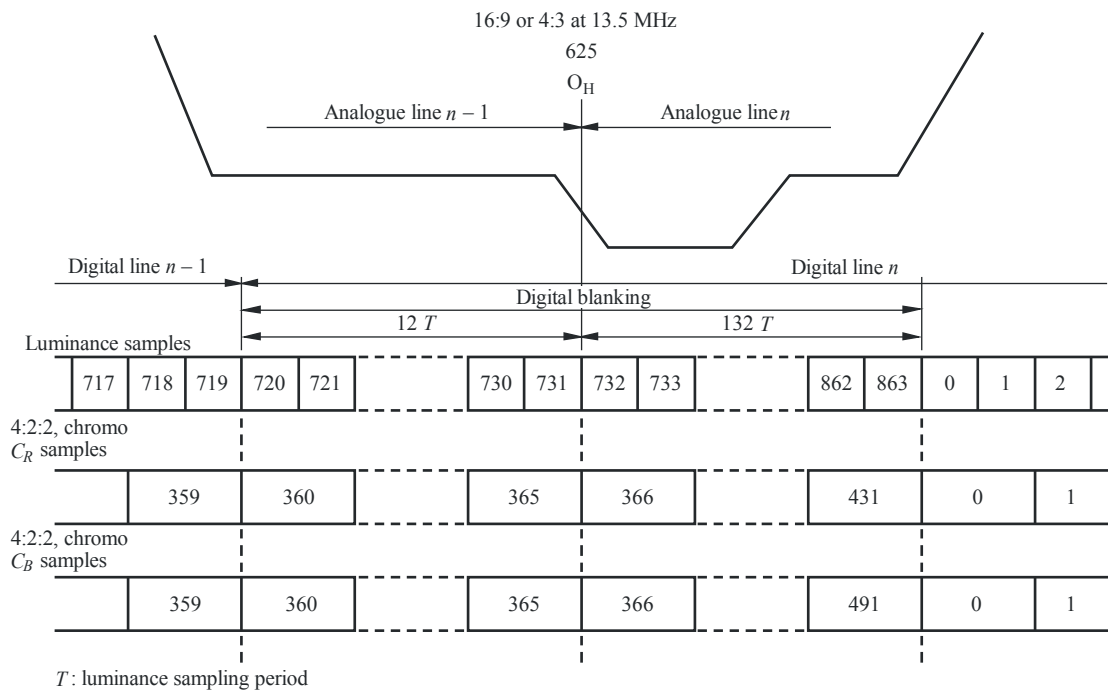 16:9 or 4:3 at 13.5 MHz
625
O_H
Analogue line n – 1
Analogue line n
Digital line n – 1
Digital line n
Digital blanking
12 T
132 T
Luminance samples
717 718 719 720 721 730 731 732 733 862 863 0 1 2
4:2:2, chromo
C_R samples
359 360 365 366 431 0 1
4:2:2, chromo
C_B samples
359 360 365 366 491 0 1
T : luminance sampling period